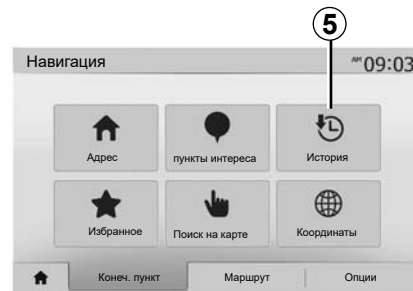 5
Навигация AM 09:03
Адрес пункты интереса История
Избранное Поиск на карте Координаты
Конеч. пункт Маршрут Опции